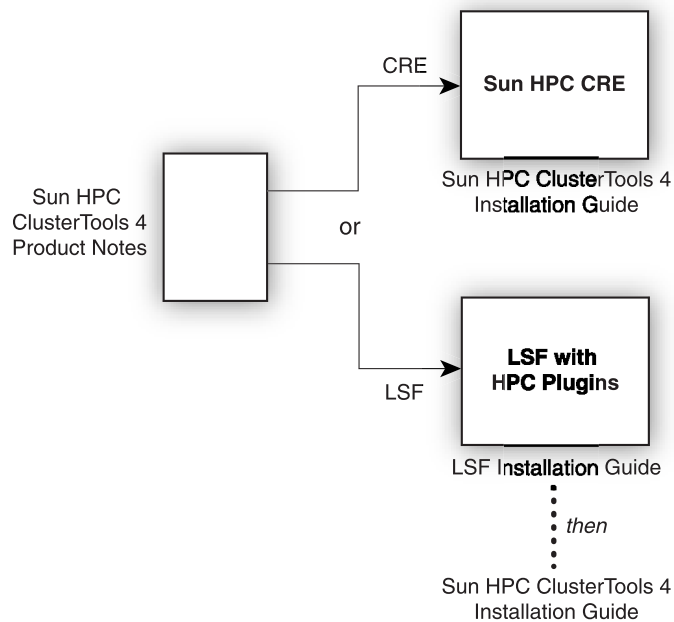 CRE
Sun HPC CRE
Sun HPC ClusterTools 4
Installation Guide
Sun HPC
ClusterTools 4
Product Notes
or
LSF with
HPC Plugins
LSF
LSF Installation Guide
then
Sun HPC ClusterTools 4
Installation Guide